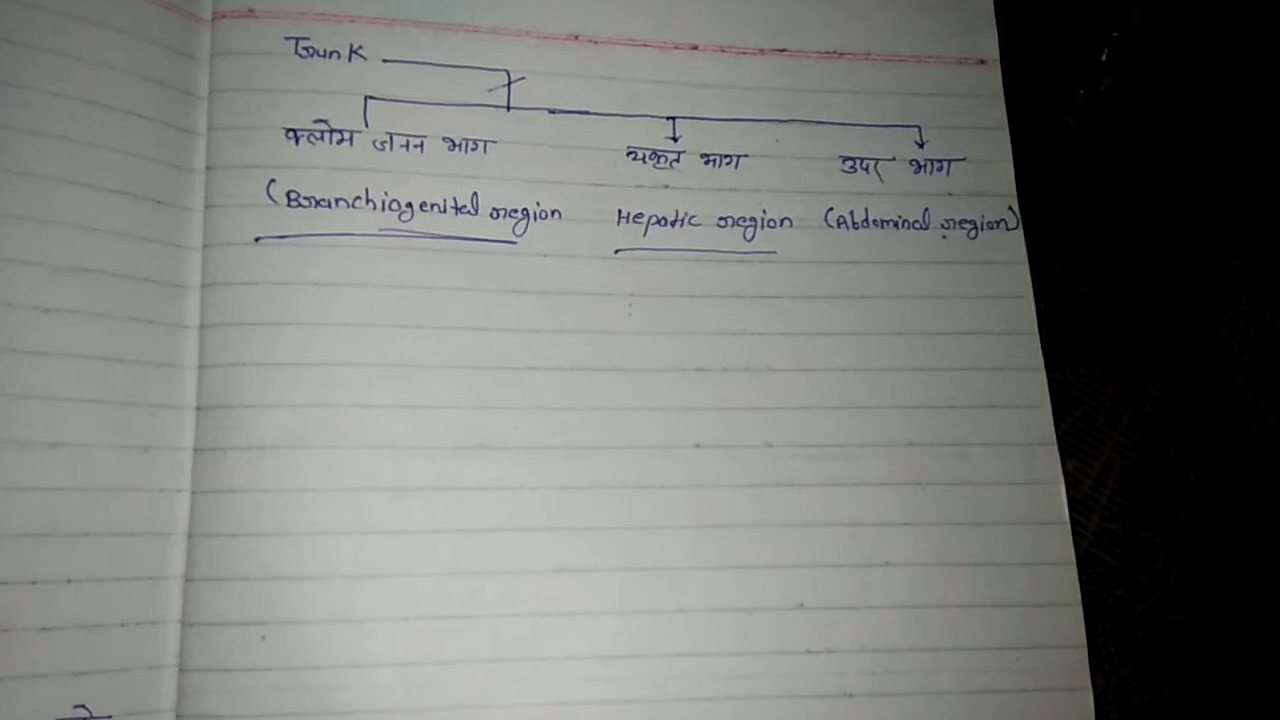 Trunk
क्लोम जनन भाग यकृत भाग उदर भाग
(Branchiogenital region Hepatic region (Abdominal region)